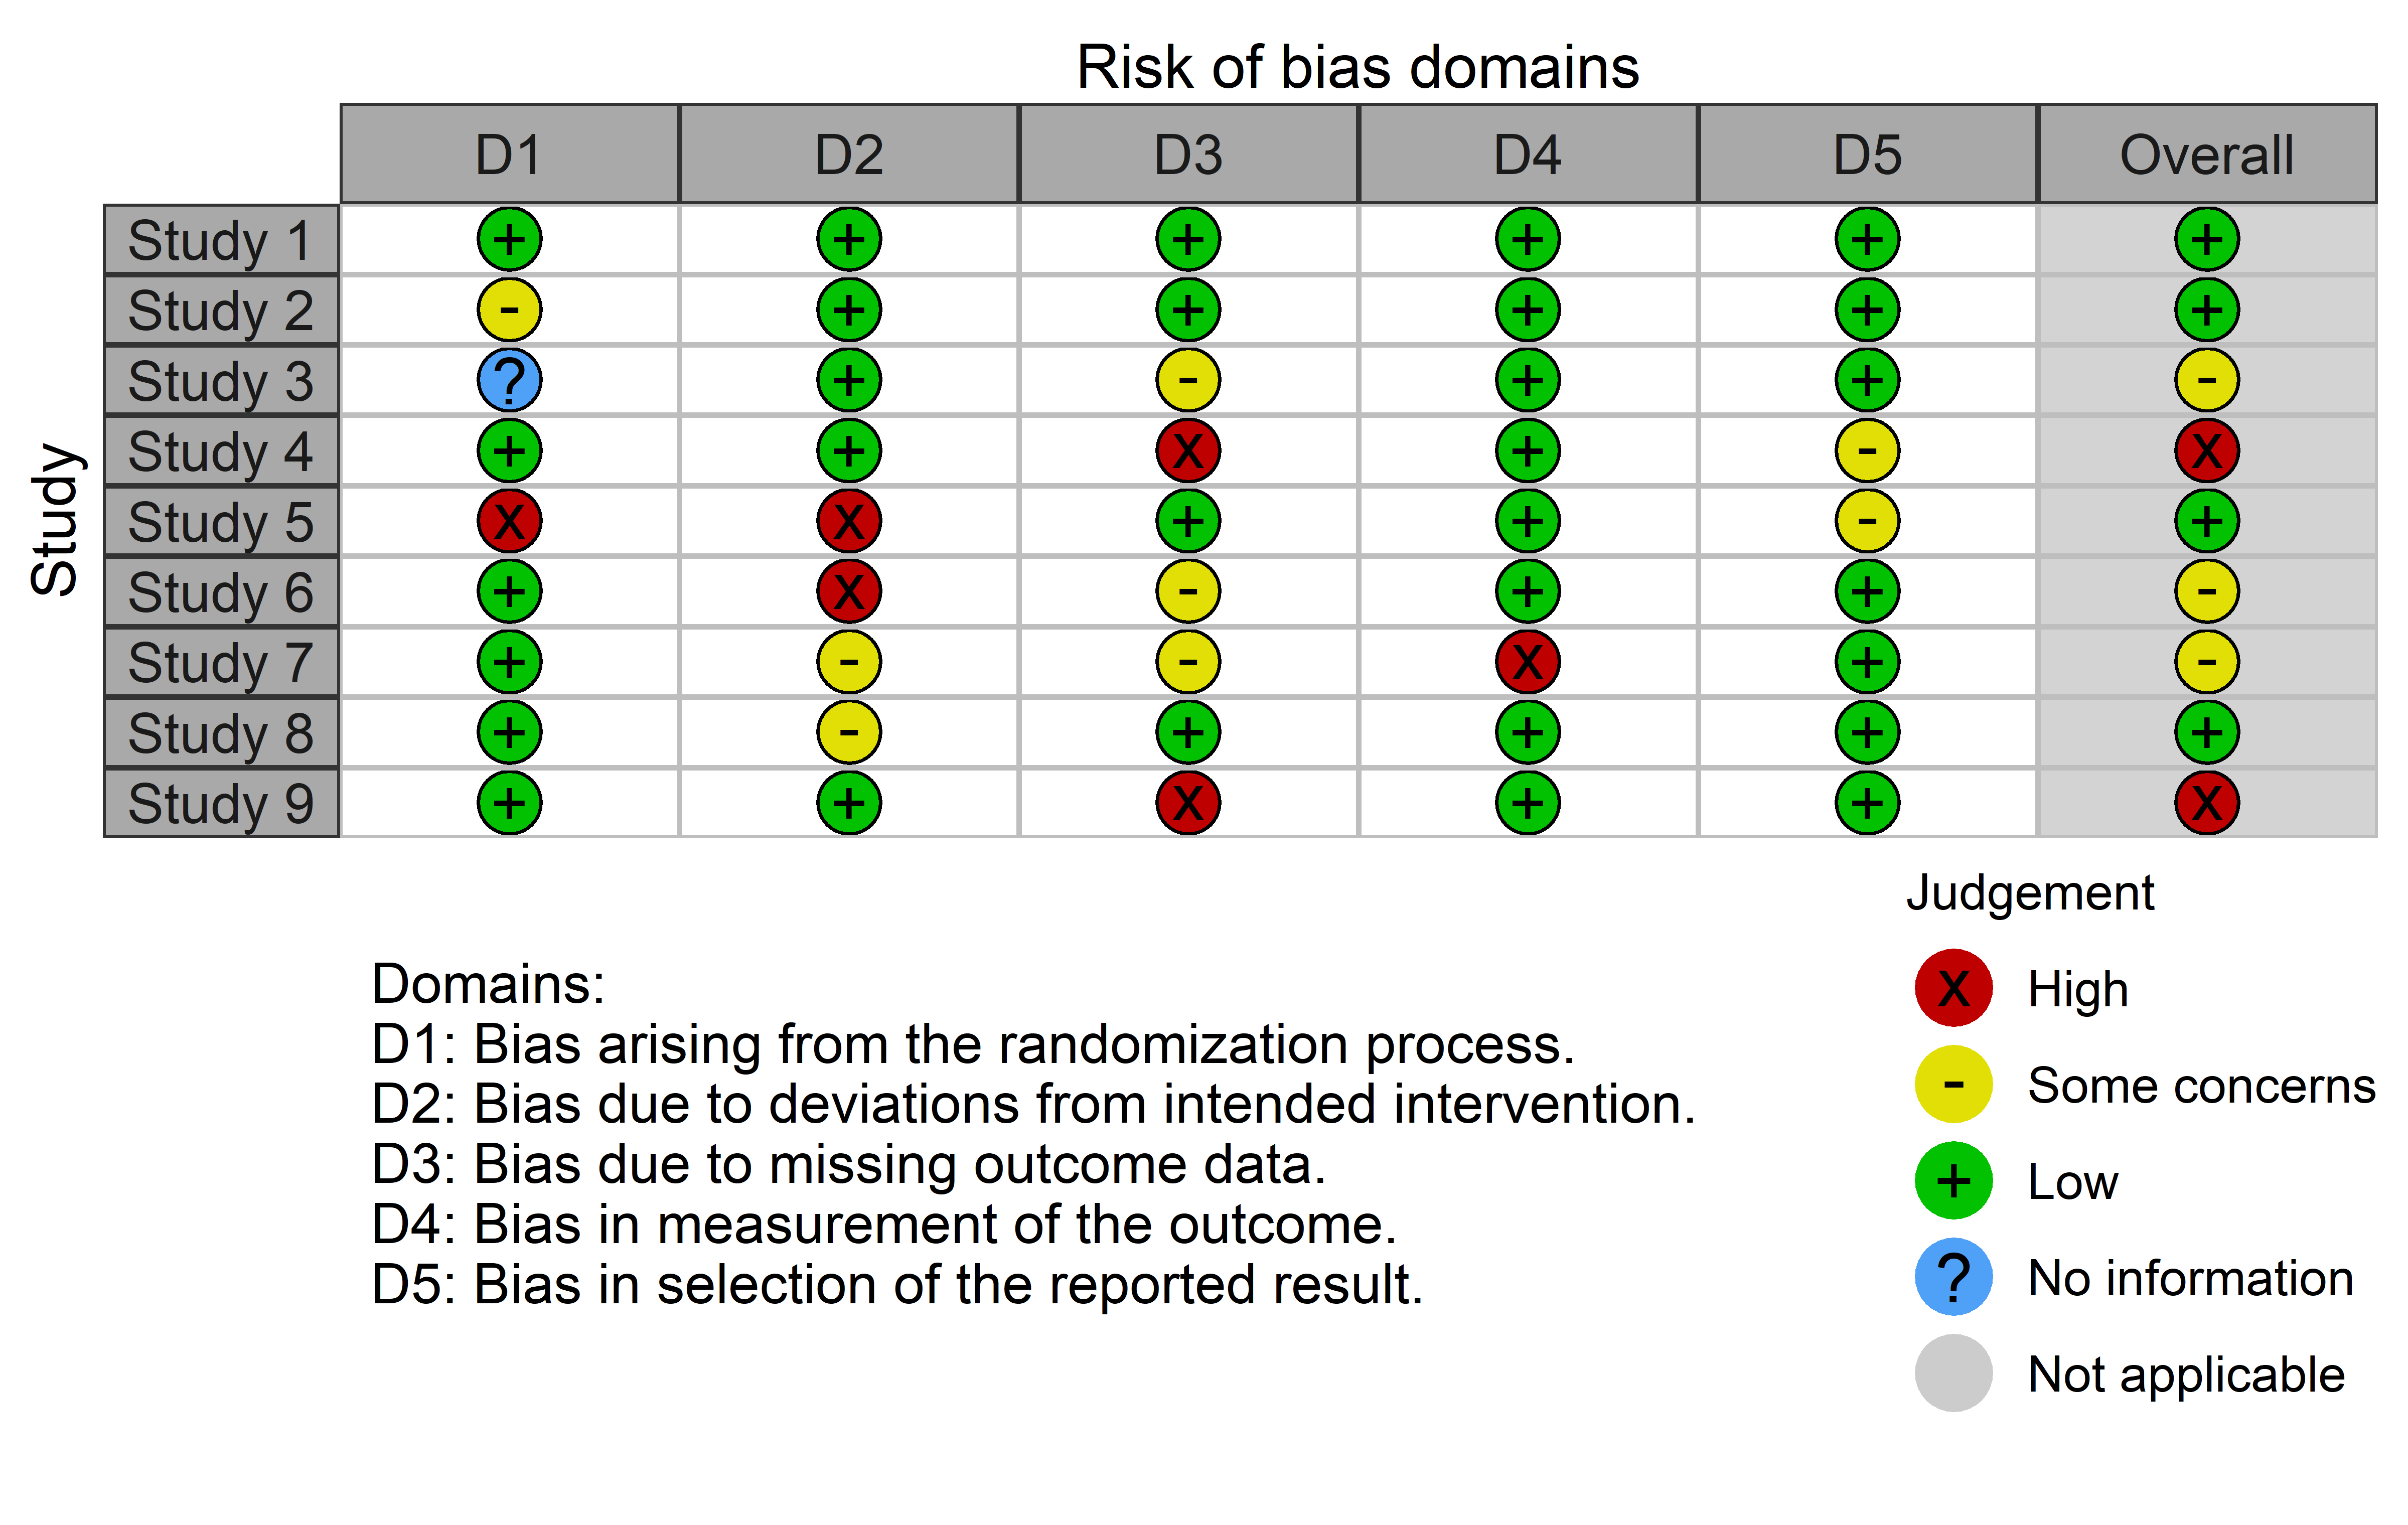 Risk of bias domains
D1 D2 D3 D4 D5 Overall
Study
Study 1 + + + + + +
Study 2 - + + + + +
Study 3 ? + - + + -
Study 4 + + X + - X
Study 5 X X + + - +
Study 6 + X - + + -
Study 7 + - - X + -
Study 8 + - + + + +
Study 9 + + X + + X
Domains:
D1: Bias arising from the randomization process.
D2: Bias due to deviations from intended intervention.
D3: Bias due to missing outcome data.
D4: Bias in measurement of the outcome.
D5: Bias in selection of the reported result.
Judgement
X High
- Some concerns
+ Low
? No information
Not applicable